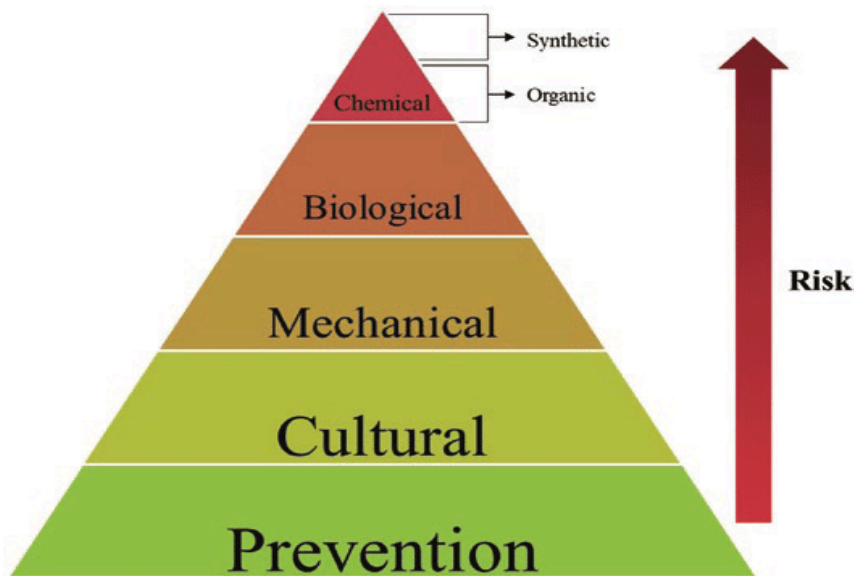 Synthetic
Organic
Chemical
Biological
Risk
Mechanical
Cultural
Prevention